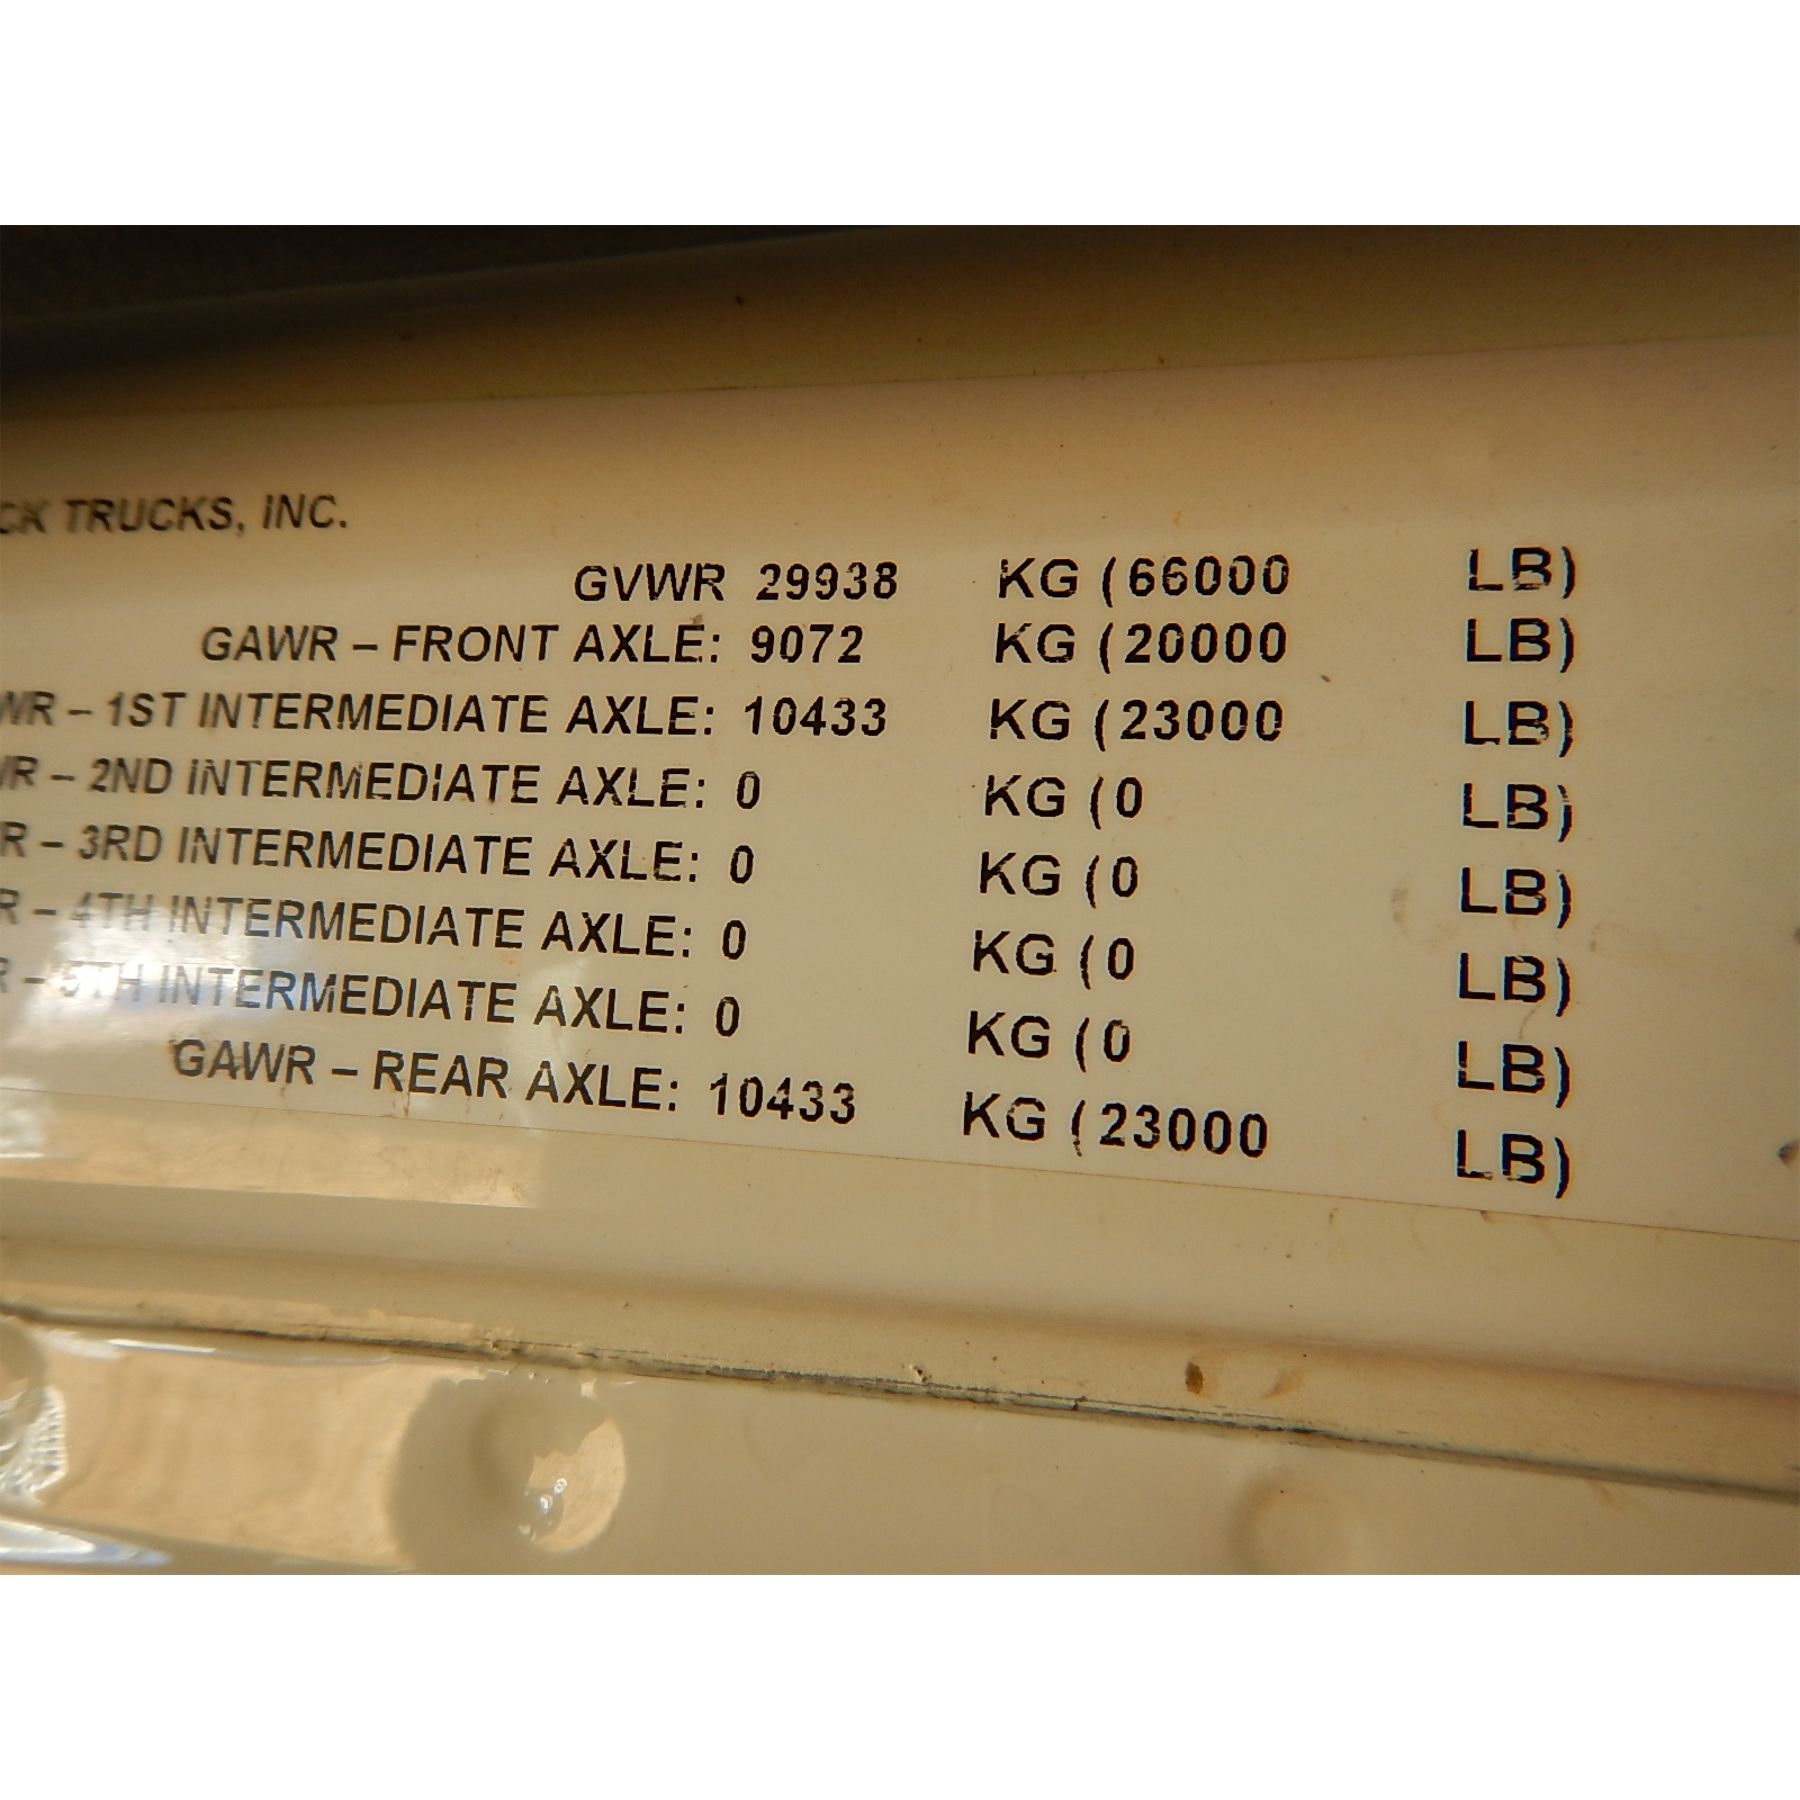 CK TRUCKS, INC.
GVWR 29938 KG (66000 LB)
GAWR – FRONT AXLE: 9072 KG (20000 LB)
WR – 1ST INTERMEDIATE AXLE: 10433 KG (23000 LB)
WR – 2ND INTERMEDIATE AXLE: 0 KG (0 LB)
R – 3RD INTERMEDIATE AXLE: 0 KG (0 LB)
R – 4TH INTERMEDIATE AXLE: 0 KG (0 LB)
R – 5TH INTERMEDIATE AXLE: 0 KG (0 LB)
GAWR – REAR AXLE: 10433 KG (23000 LB)